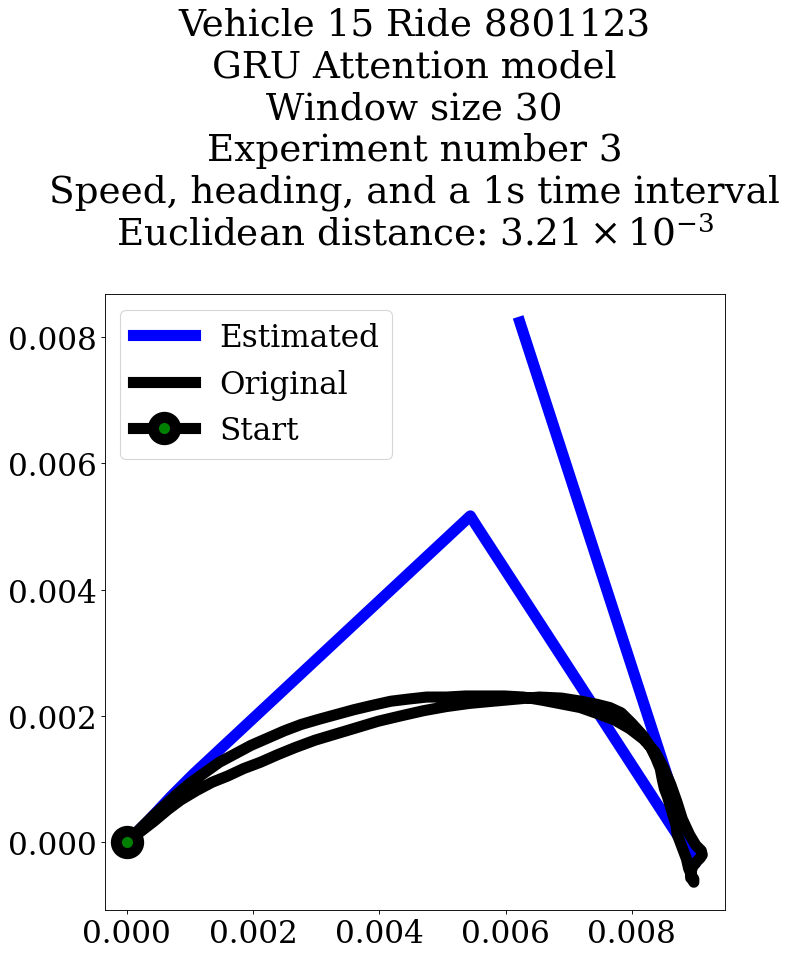 Vehicle 15 Ride 8801123
GRU Attention model
Window size 30
Experiment number 3
Speed, heading, and a 1s time interval
Euclidean distance: 3.21 × 10⁻³
Estimated
Original
Start
0.008
0.006
0.004
0.002
0.000
0.000 0.002 0.004 0.006 0.008